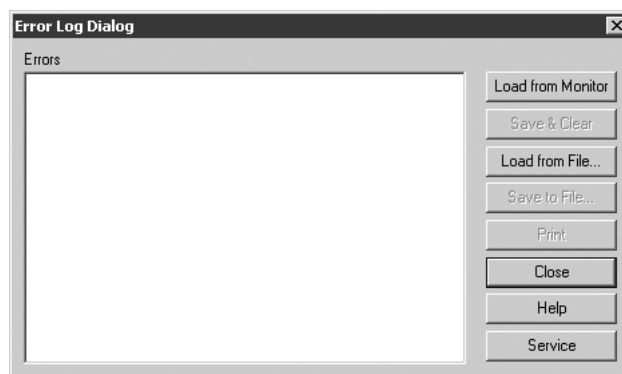 Error Log Dialog
Errors
Load from Monitor
Save & Clear
Load from File...
Save to File...
Print
Close
Help
Service